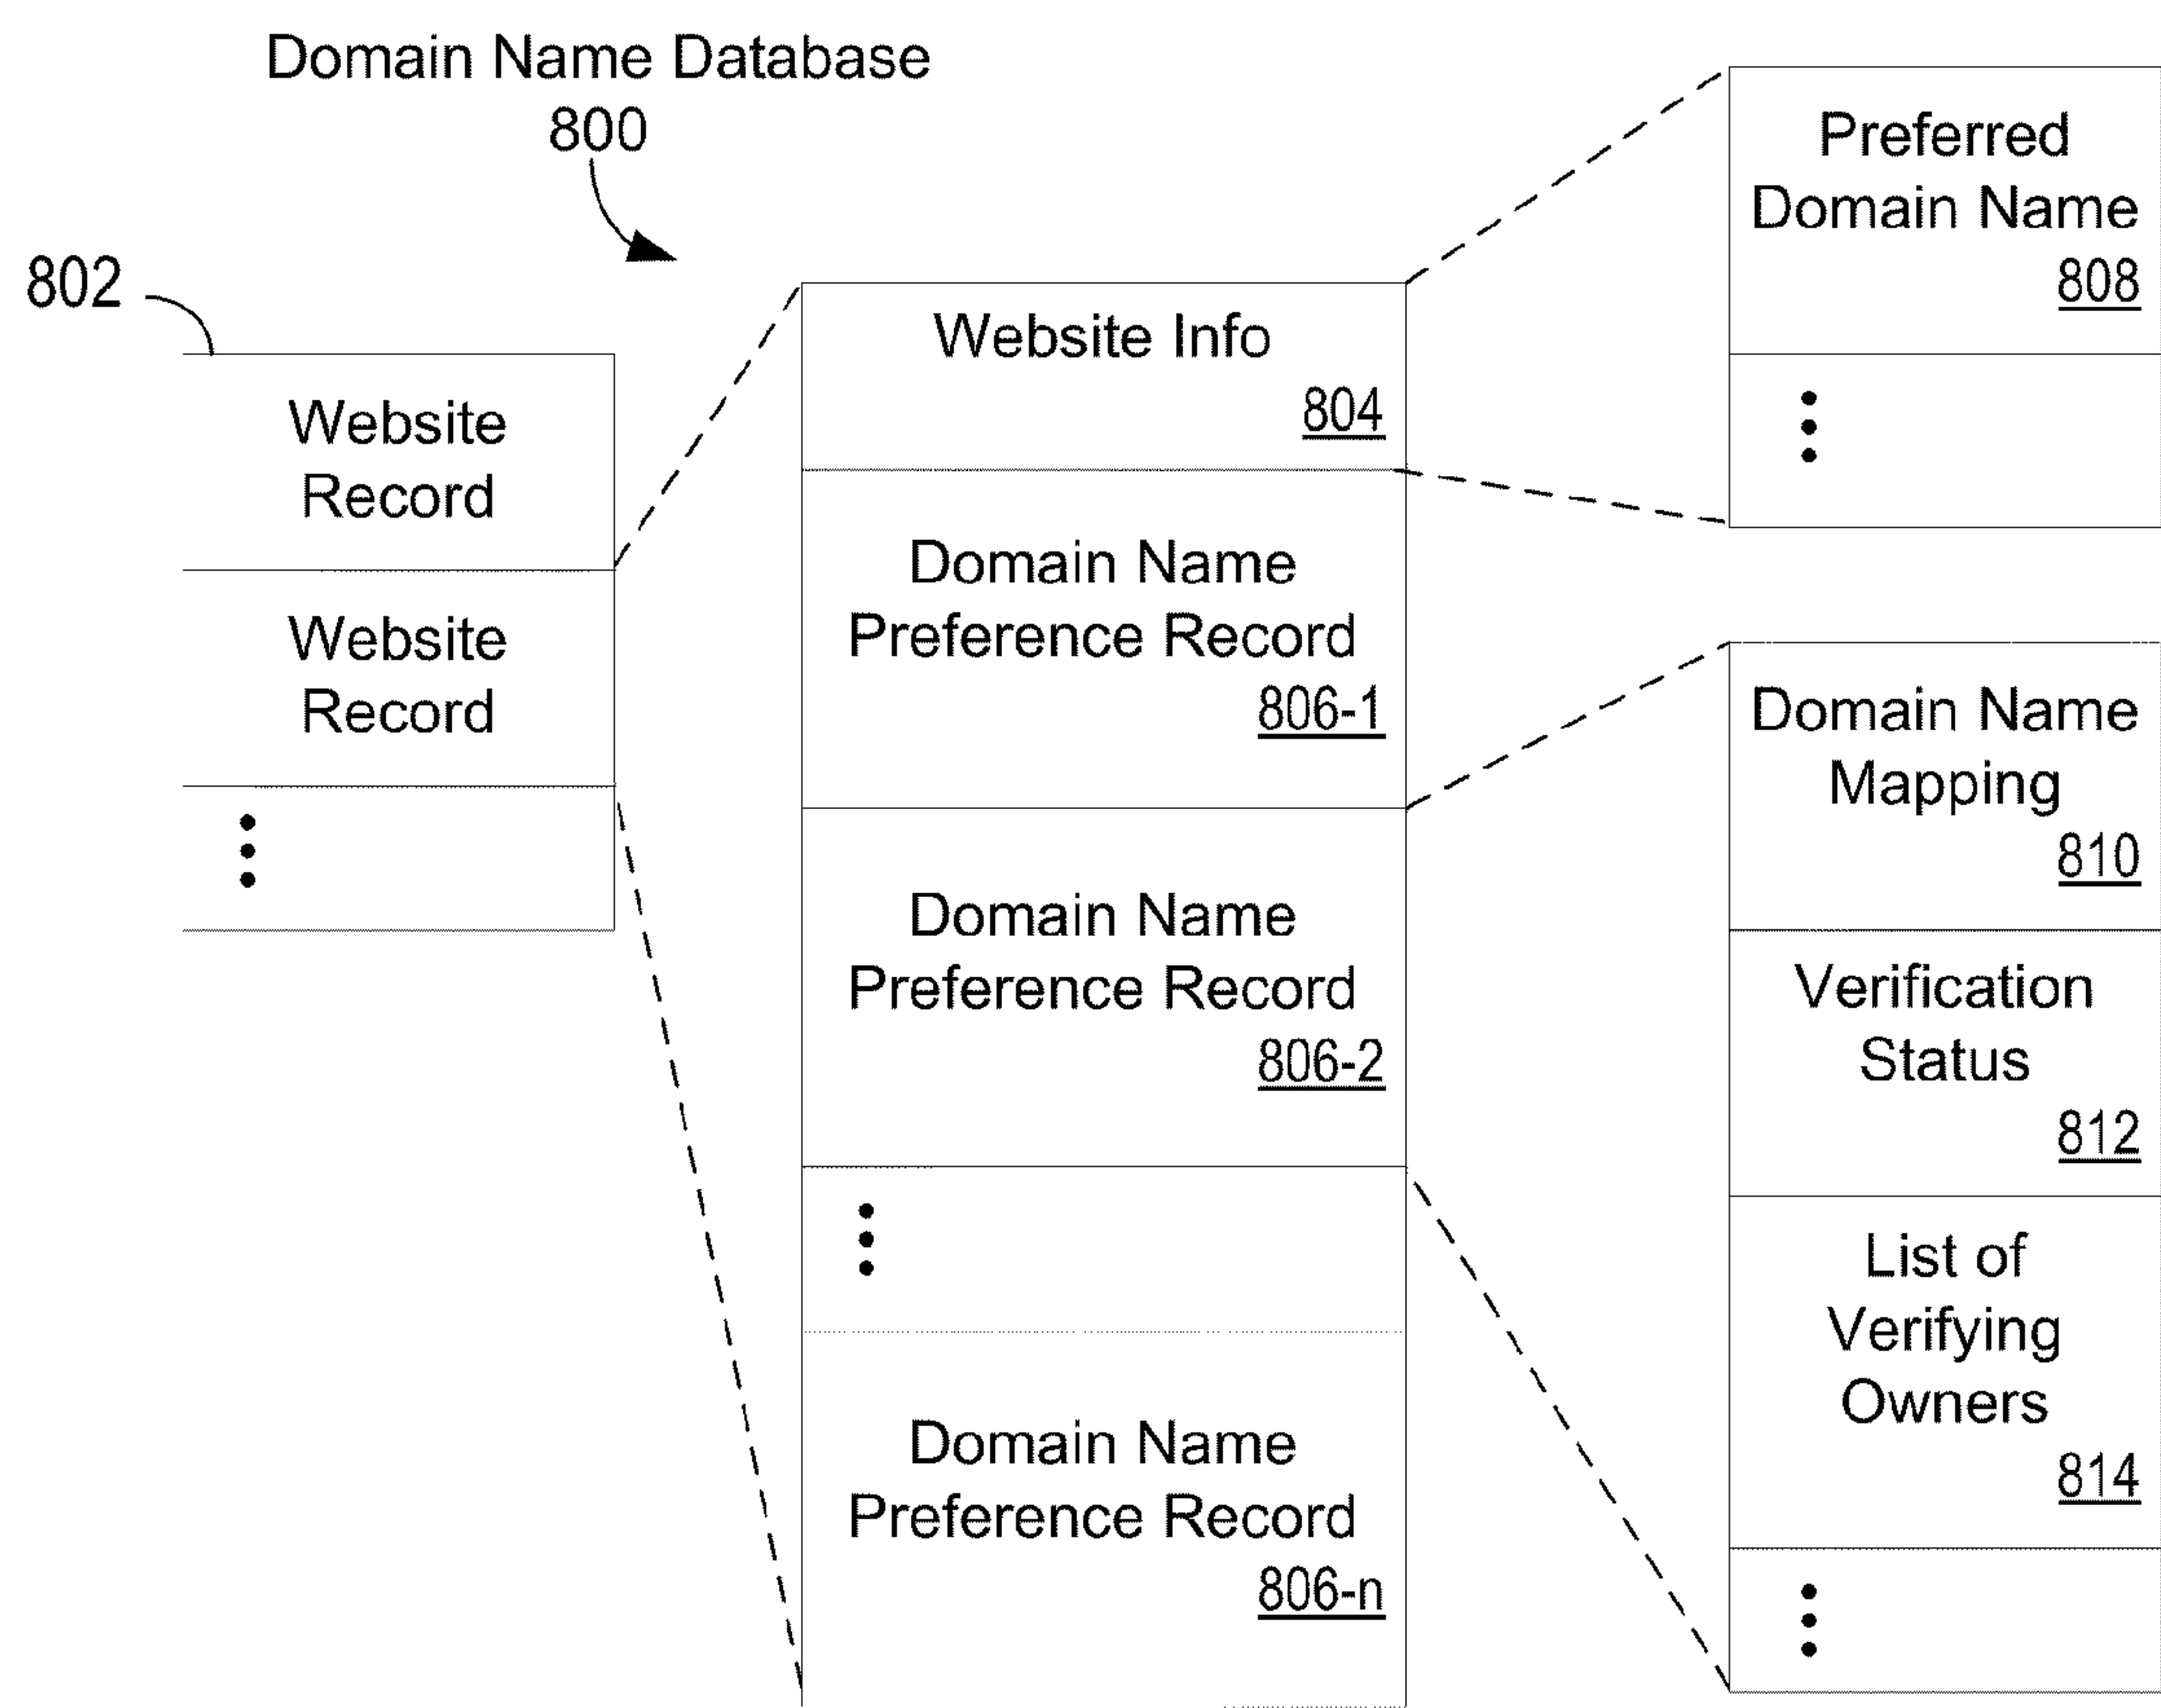 Domain Name Database
800
802
Website
Record
Website
Record
Website Info
804
Domain Name
Preference Record
806-1
Domain Name
Preference Record
806-2
Domain Name
Preference Record
806-n
Preferred
Domain Name
808
Domain Name
Mapping
810
Verification
Status
812
List of
Verifying
Owners
814